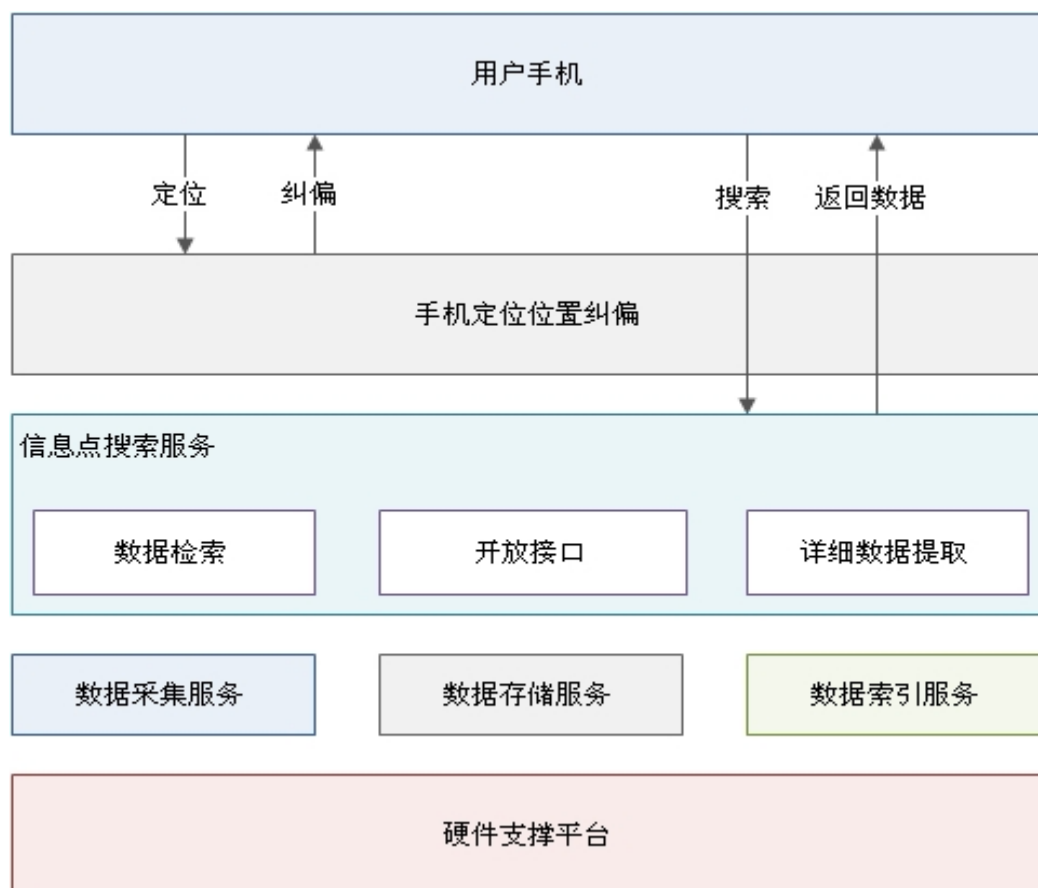 用户手机
定位
纠偏
搜索
返回数据
手机定位位置纠偏
信息点搜索服务
数据检索
开放接口
详细数据提取
数据采集服务
数据存储服务
数据索引服务
硬件支撑平台